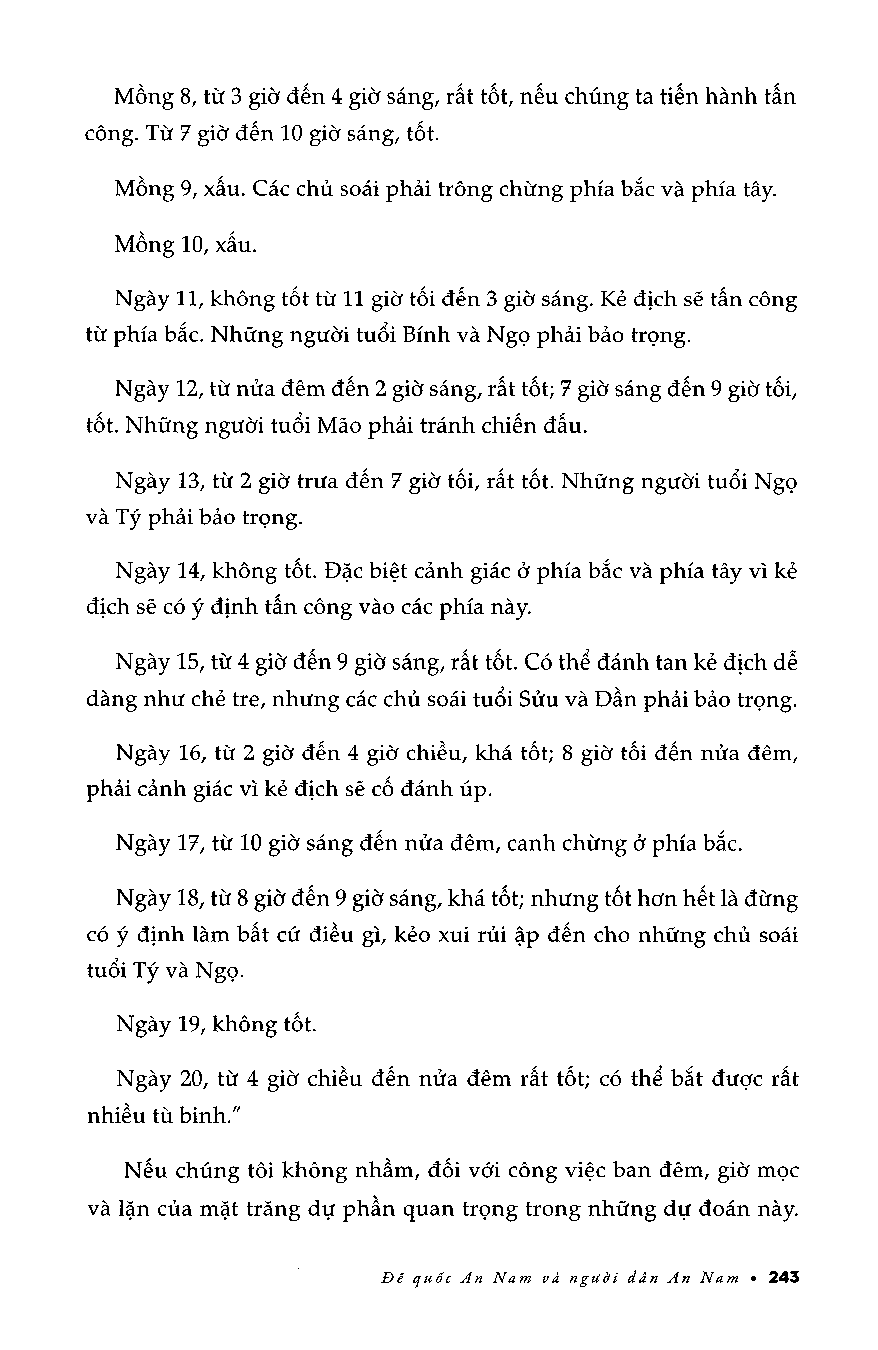 Mồng 8, từ 3 giờ đến 4 giờ sáng, rất tốt, nếu chúng ta tiến hành tấn
công. Từ 7 giờ đến 10 giờ sáng, tốt.
Mồng 9, xấu. Các chủ soái phải trông chừng phía bắc và phía tây.
Mồng 10, xấu.
Ngày 11, không tốt từ 11 giờ tối đến 3 giờ sáng. Kẻ địch sẽ tấn công
từ phía bắc. Những người tuổi Bính và Ngọ phải bảo trọng.
Ngày 12, từ nửa đêm đến 2 giờ sáng, rất tốt; 7 giờ sáng đến 9 giờ tối,
tốt. Những người tuổi Mão phải tránh chiến đấu.
Ngày 13, từ 2 giờ trưa đến 7 giờ tối, rất tốt. Những người tuổi Ngọ
và Tý phải bảo trọng.
Ngày 14, không tốt. Đặc biệt cảnh giác ở phía bắc và phía tây vì kẻ
địch sẽ có ý định tấn công vào các phía này.
Ngày 15, từ 4 giờ đến 9 giờ sáng, rất tốt. Có thể đánh tan kẻ địch dễ
dàng như chẻ tre, nhưng các chủ soái tuổi Sửu và Dần phải bảo trọng.
Ngày 16, từ 2 giờ đến 4 giờ chiều, khá tốt; 8 giờ tối đến nửa đêm,
phải cảnh giác vì kẻ địch sẽ cố đánh úp.
Ngày 17, từ 10 giờ sáng đến nửa đêm, canh chừng ở phía bắc.
Ngày 18, từ 8 giờ đến 9 giờ sáng, khá tốt; nhưng tốt hơn hết là đừng
có ý định làm bất cứ điều gì, kẻo xui rủi ập đến cho những chủ soái
tuổi Tý và Ngọ.
Ngày 19, không tốt.
Ngày 20, từ 4 giờ chiều đến nửa đêm rất tốt; có thể bắt được rất
nhiều tù binh."
Nếu chúng tôi không nhầm, đối với công việc ban đêm, giờ mọc
và lặn của mặt trăng dự phần quan trọng trong những dự đoán này.
Đế quốc An Nam và người dân An Nam • 243